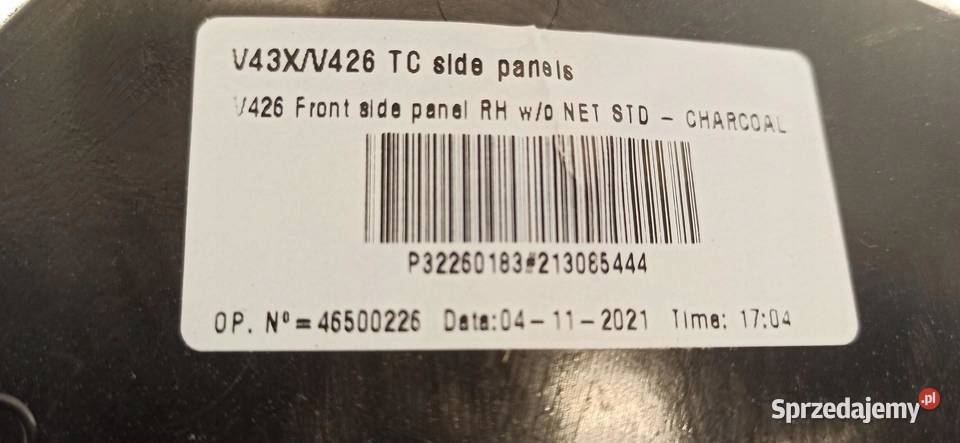 V43X/V426 TC side panels
V426 Front side panel RH w/o NET STD - CHARCOAL
P32260183#213085444
OP. Nº = 46500226 Data:04-11-2021 Time: 17:04
Sprzedajemy.pl